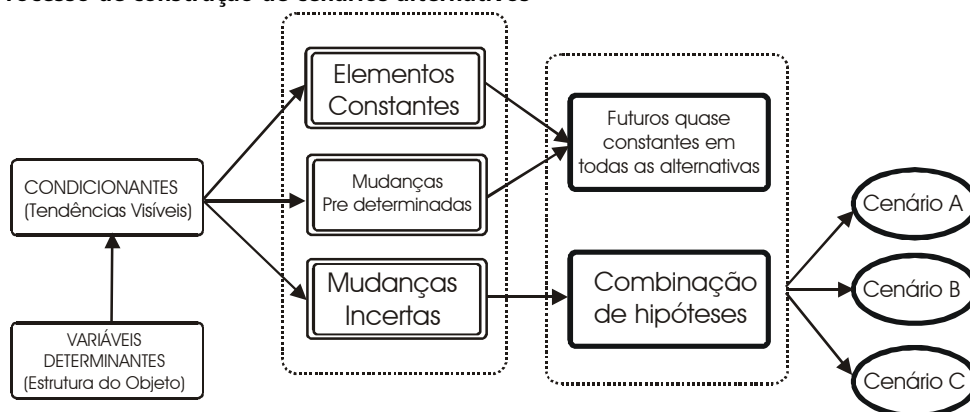 rocesso de construção de cenários alternativos
CONDICIONANTES
(Tendências Visíveis)
VARIÁVEIS
DETERMINANTES
(Estrutura do Objeto)
Elementos
Constantes
Mudanças
Pre determinadas
Mudanças
Incertas
Futuros quase
constantes em
todas as alternativas
Combinação
de hipóteses
Cenário A
Cenário B
Cenário C